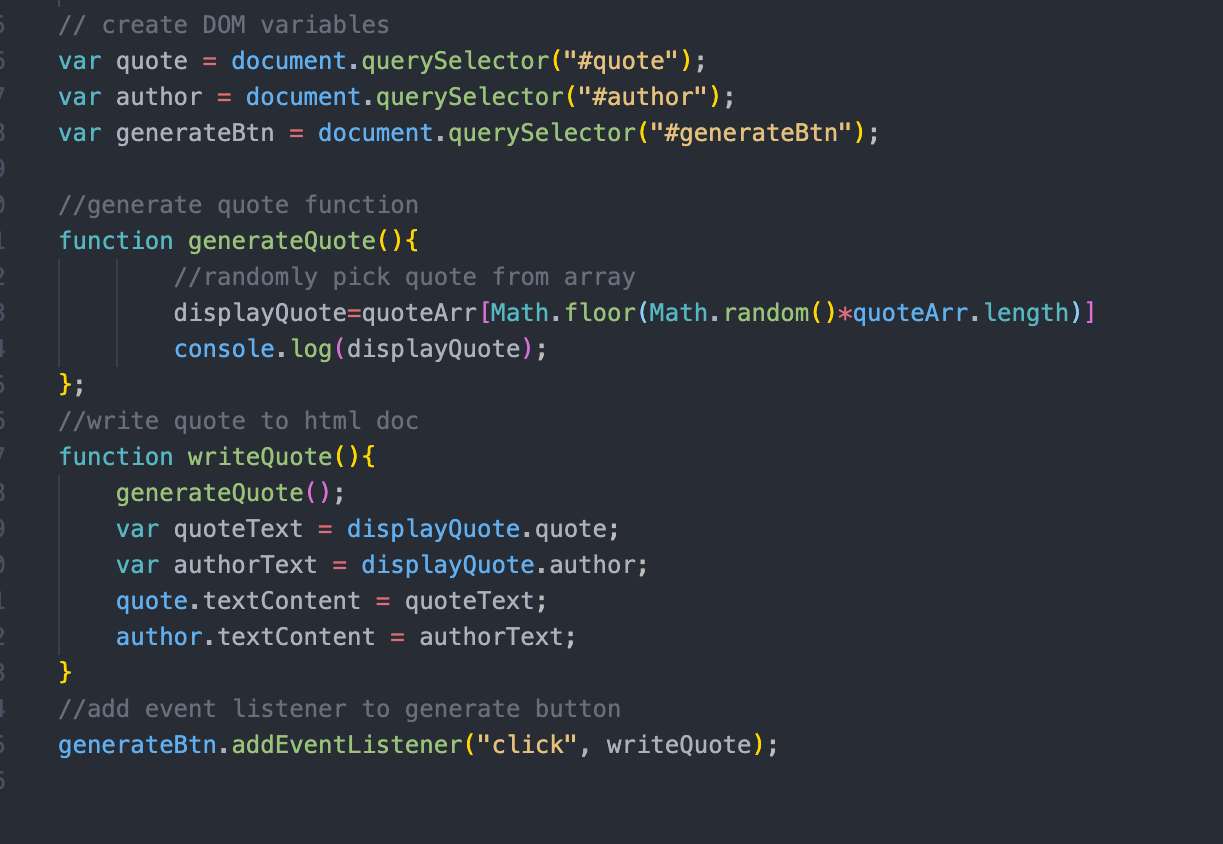 // create DOM variables
var quote = document.querySelector("#quote");
var author = document.querySelector("#author");
var generateBtn = document.querySelector("#generateBtn");
//generate quote function
function generateQuote(){
//randomly pick quote from array
displayQuote=quoteArr[Math.floor(Math.random()*quoteArr.length)]
console.log(displayQuote);
};
//write quote to html doc
function writeQuote(){
generateQuote();
var quoteText = displayQuote.quote;
var authorText = displayQuote.author;
quote.textContent = quoteText;
author.textContent = authorText;
}
//add event listener to generate button
generateBtn.addEventListener("click", writeQuote);